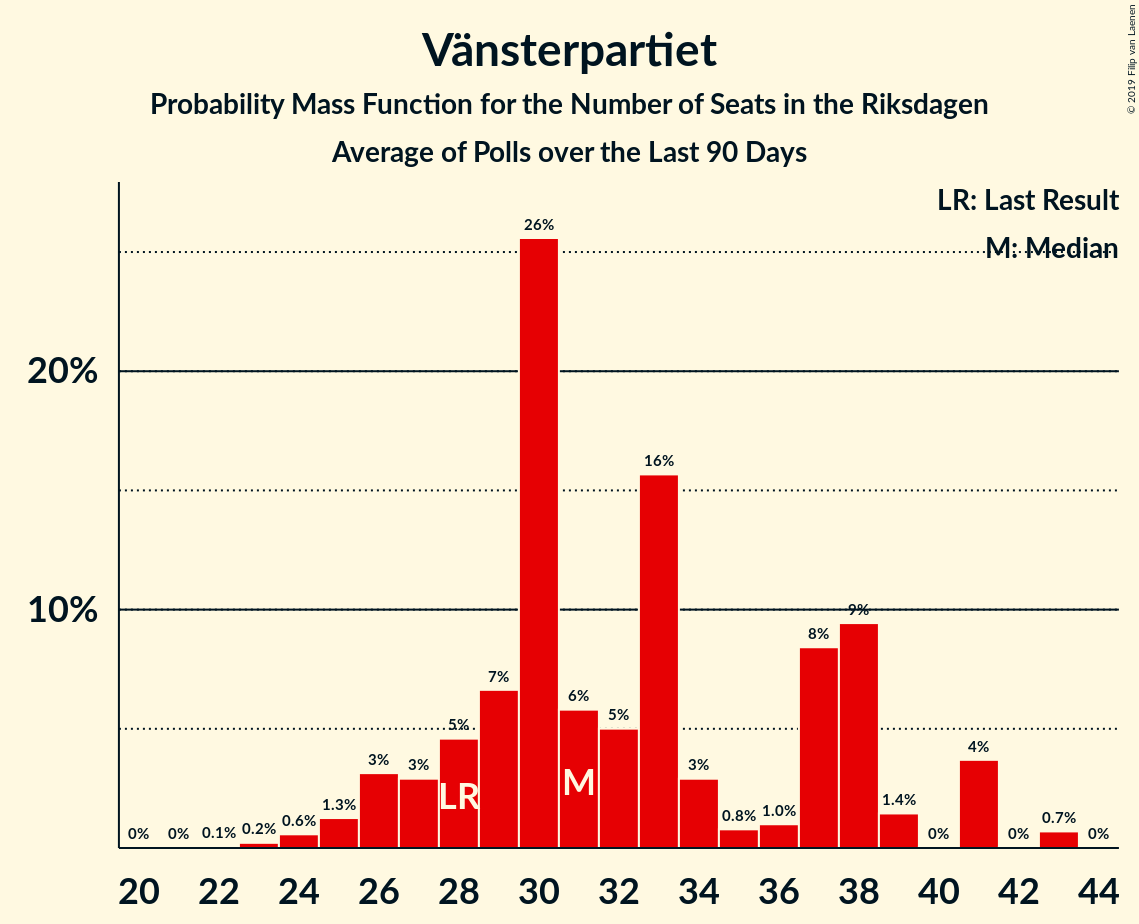 Vänsterpartiet
Probability Mass Function for the Number of Seats in the Riksdagen
Average of Polls over the Last 90 Days
© 2019 Filip van Laenen
LR: Last Result
M: Median
20%
10%
0% 0% 0.1% 0.2% 0.6% 1.3% 3% 3% 5% 7% 26% 6% 5% 16% 3% 0.8% 1.0% 8% 9% 1.4% 0% 4% 0% 0.7% 0%
LR M
20 22 24 26 28 30 32 34 36 38 40 42 44